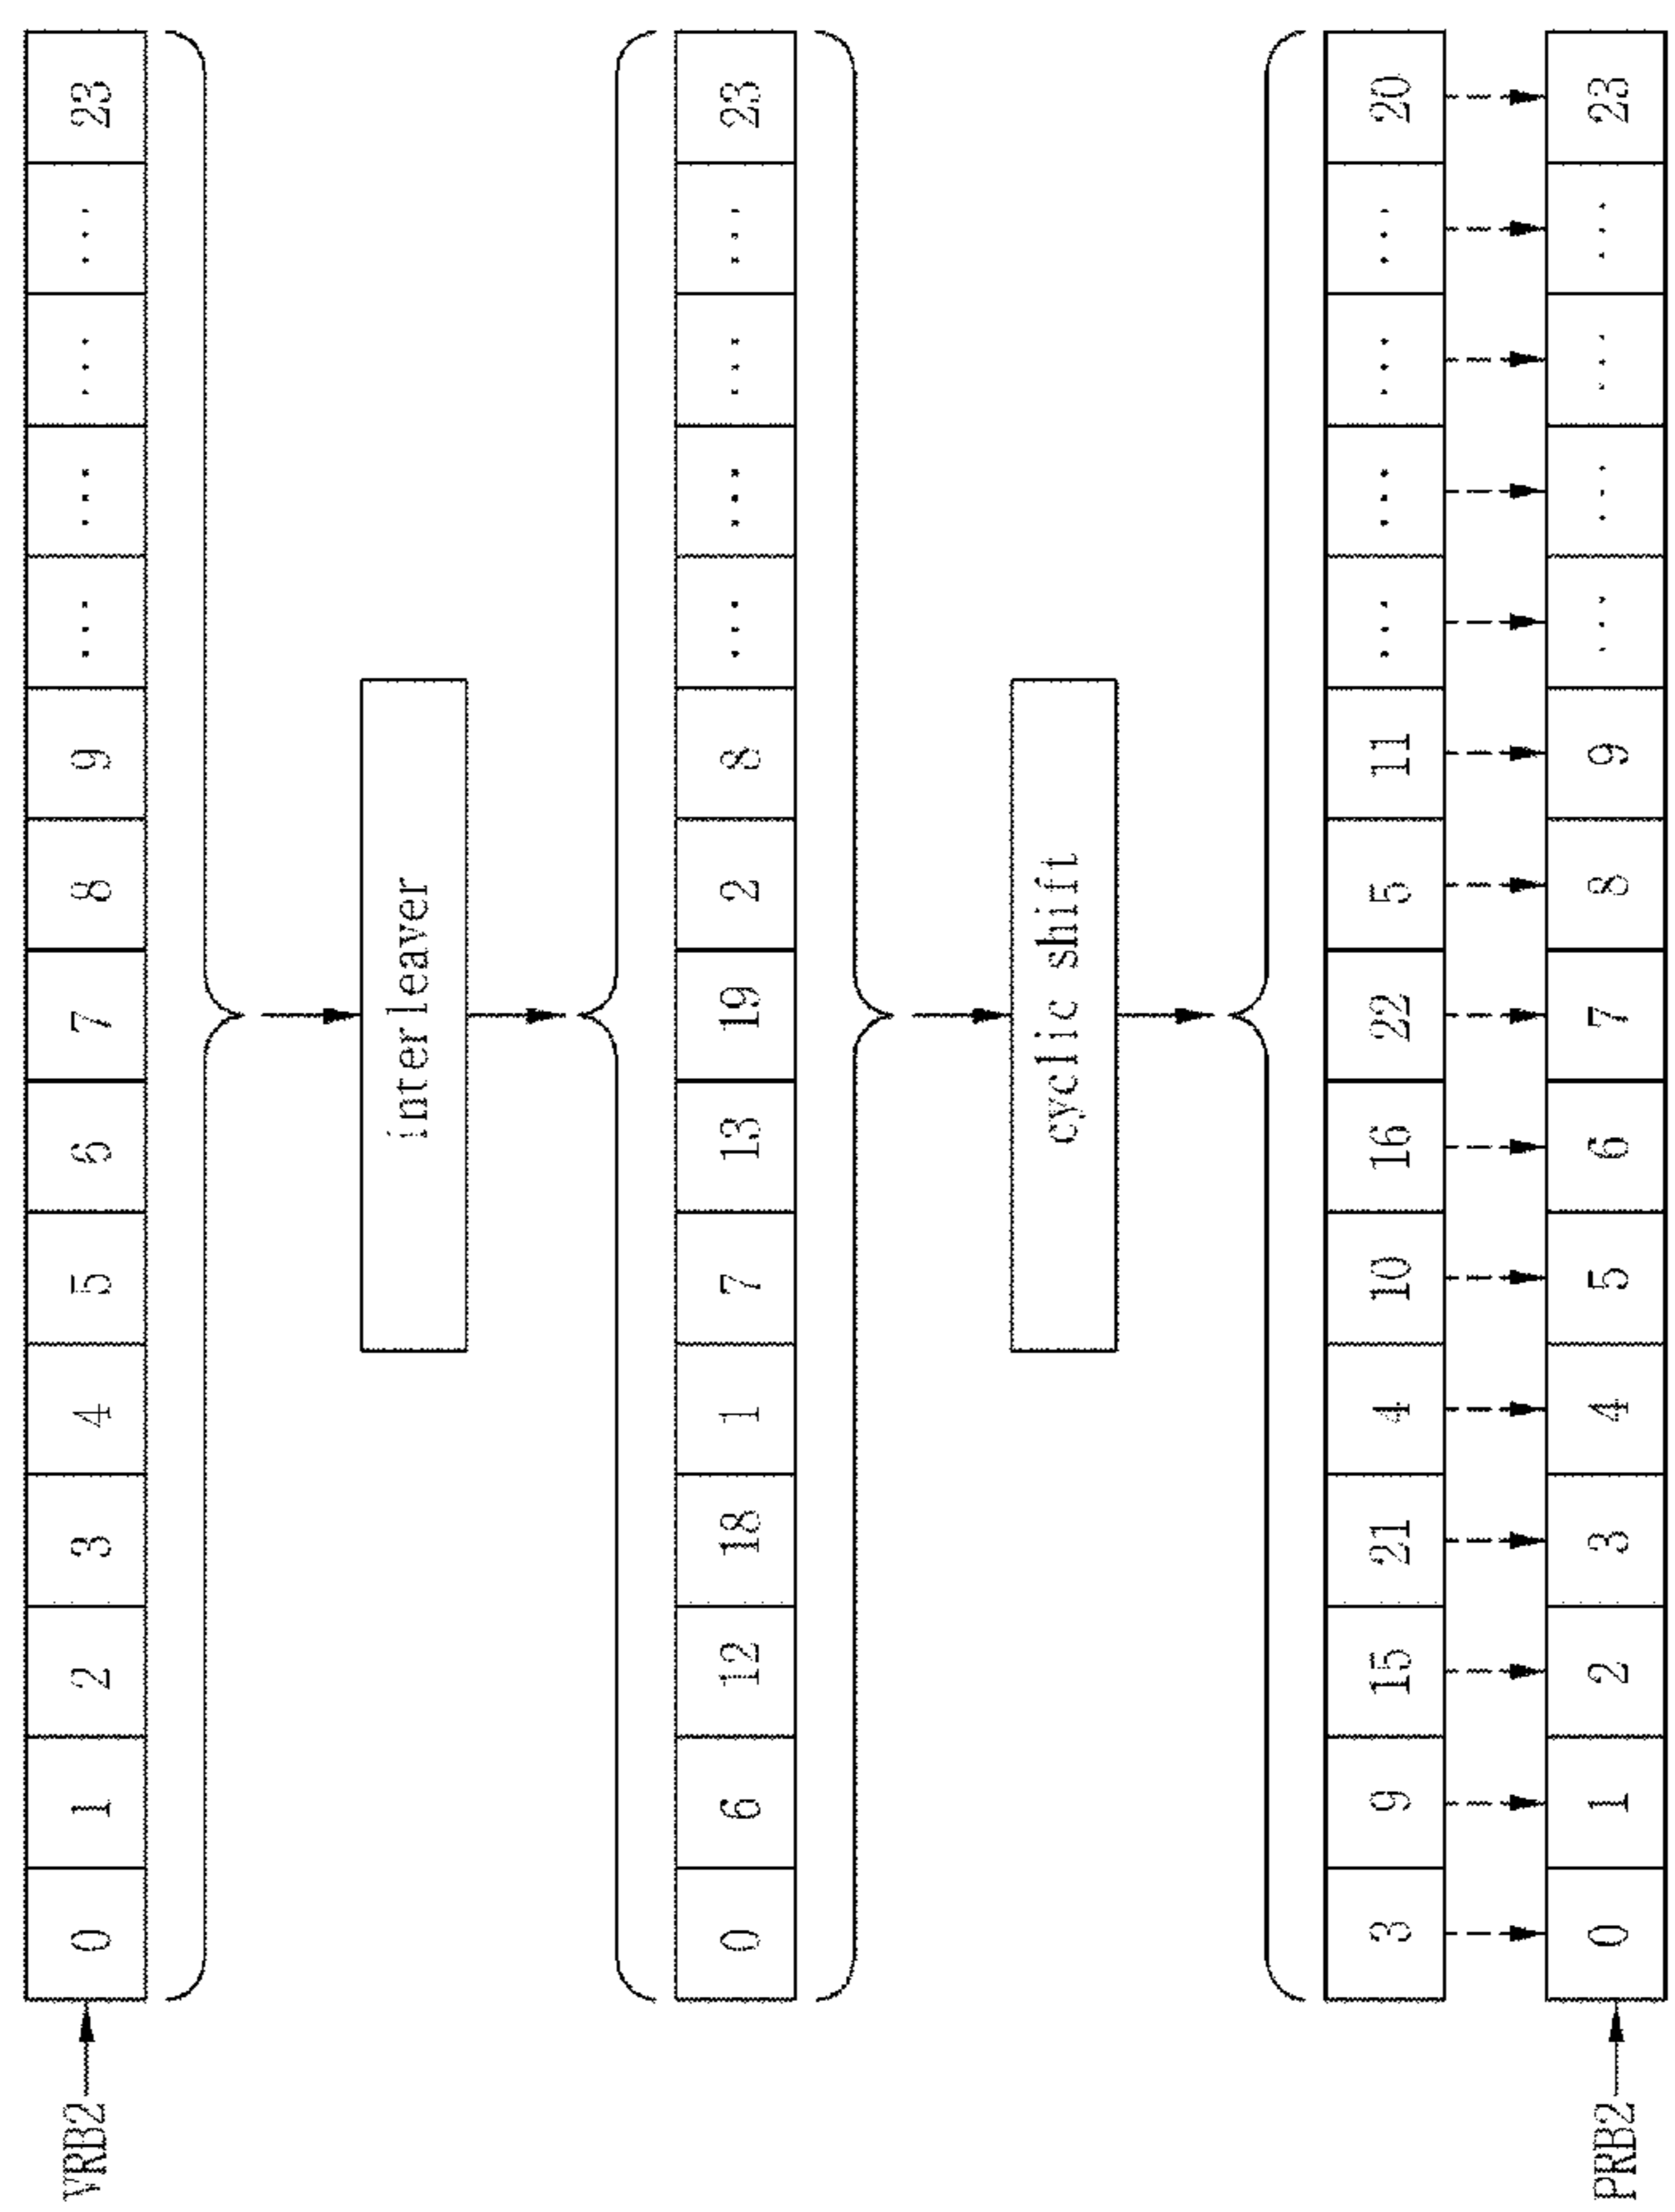 VRB2 0 1 2 3 4 5 6 7 8 9 ... ... ... ... 23
interleaver
0 6 12 18 1 7 13 19 2 8 ... ... ... ... 23
cyclic shift
3 9 15 21 4 10 16 22 5 11 ... ... ... ... 20
PRB2 0 1 2 3 4 5 6 7 8 9 ... ... ... ... 23